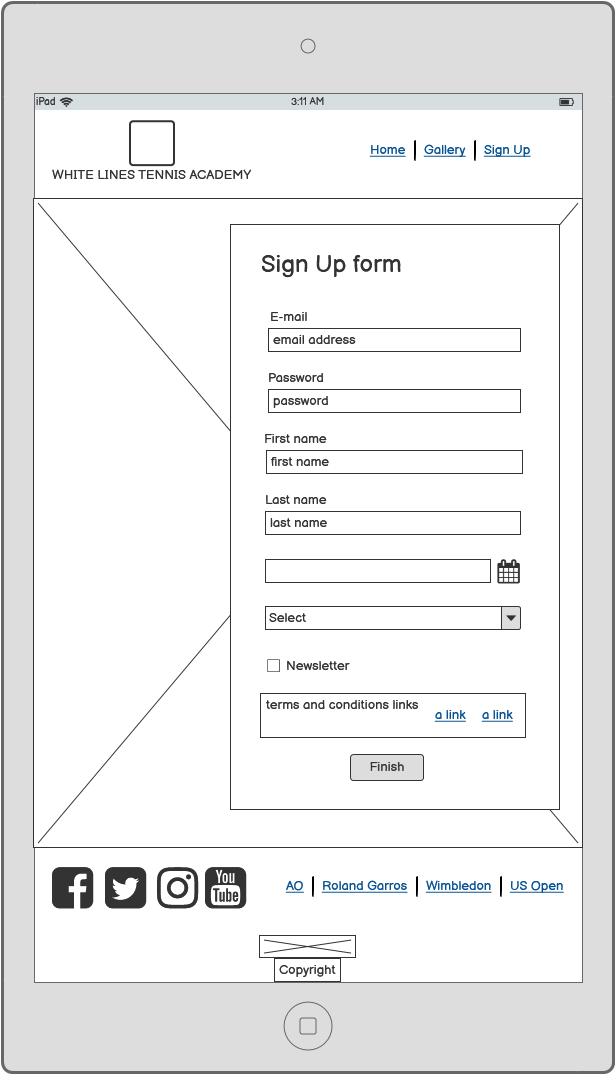 iPad 3:11 AM
WHITE LINES TENNIS ACADEMY
Home Gallery Sign Up
Sign Up form
E-mail
email address
Password
password
First name
first name
Last name
last name
Select
Newsletter
terms and conditions links
a link a link
Finish
You
Tube
AO Roland Garros Wimbledon US Open
Copyright